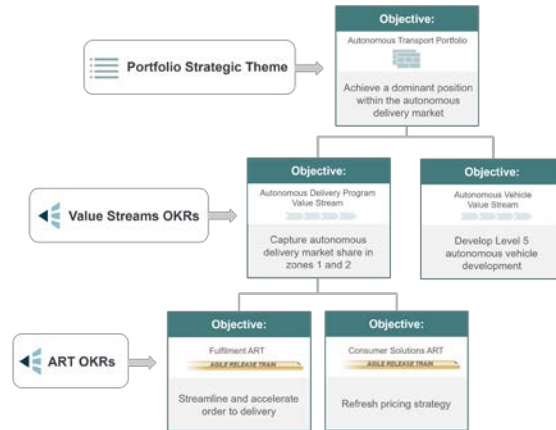 Objective:
Autonomous Transport Portfolio
Portfolio Strategic Theme
Achieve a dominant position
within the autonomous
delivery market
Objective:
Objective:
Autonomous Delivery Program
Value Stream
Autonomous Vehicle
Value Stream
Value Streams OKRs
Capture autonomous
delivery market share in
zones 1 and 2
Develop Level 5
autonomous vehicle
development
Objective:
Objective:
Fulfilment ART
Consumer Solutions ART
AGILE RELEASE TRAIN
AGILE RELEASE TRAIN
ART OKRs
Streamline and accelerate
order to delivery
Refresh pricing strategy